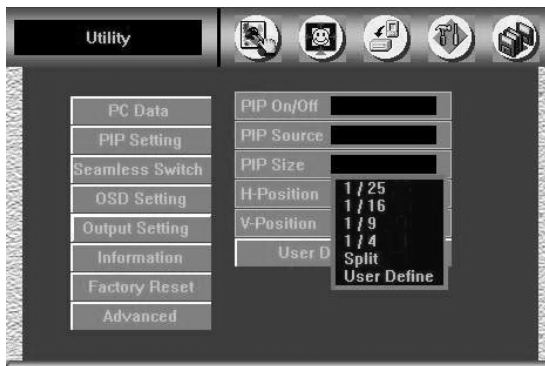 Utility
PC Data
PIP Setting
Seamless Switch
OSD Setting
Output Setting
Information
Factory Reset
Advanced
PIP On/Off
PIP Source
PIP Size
H-Position
V-Position
User D
1 / 25
1 / 16
1 / 9
1 / 4
Split
User Define